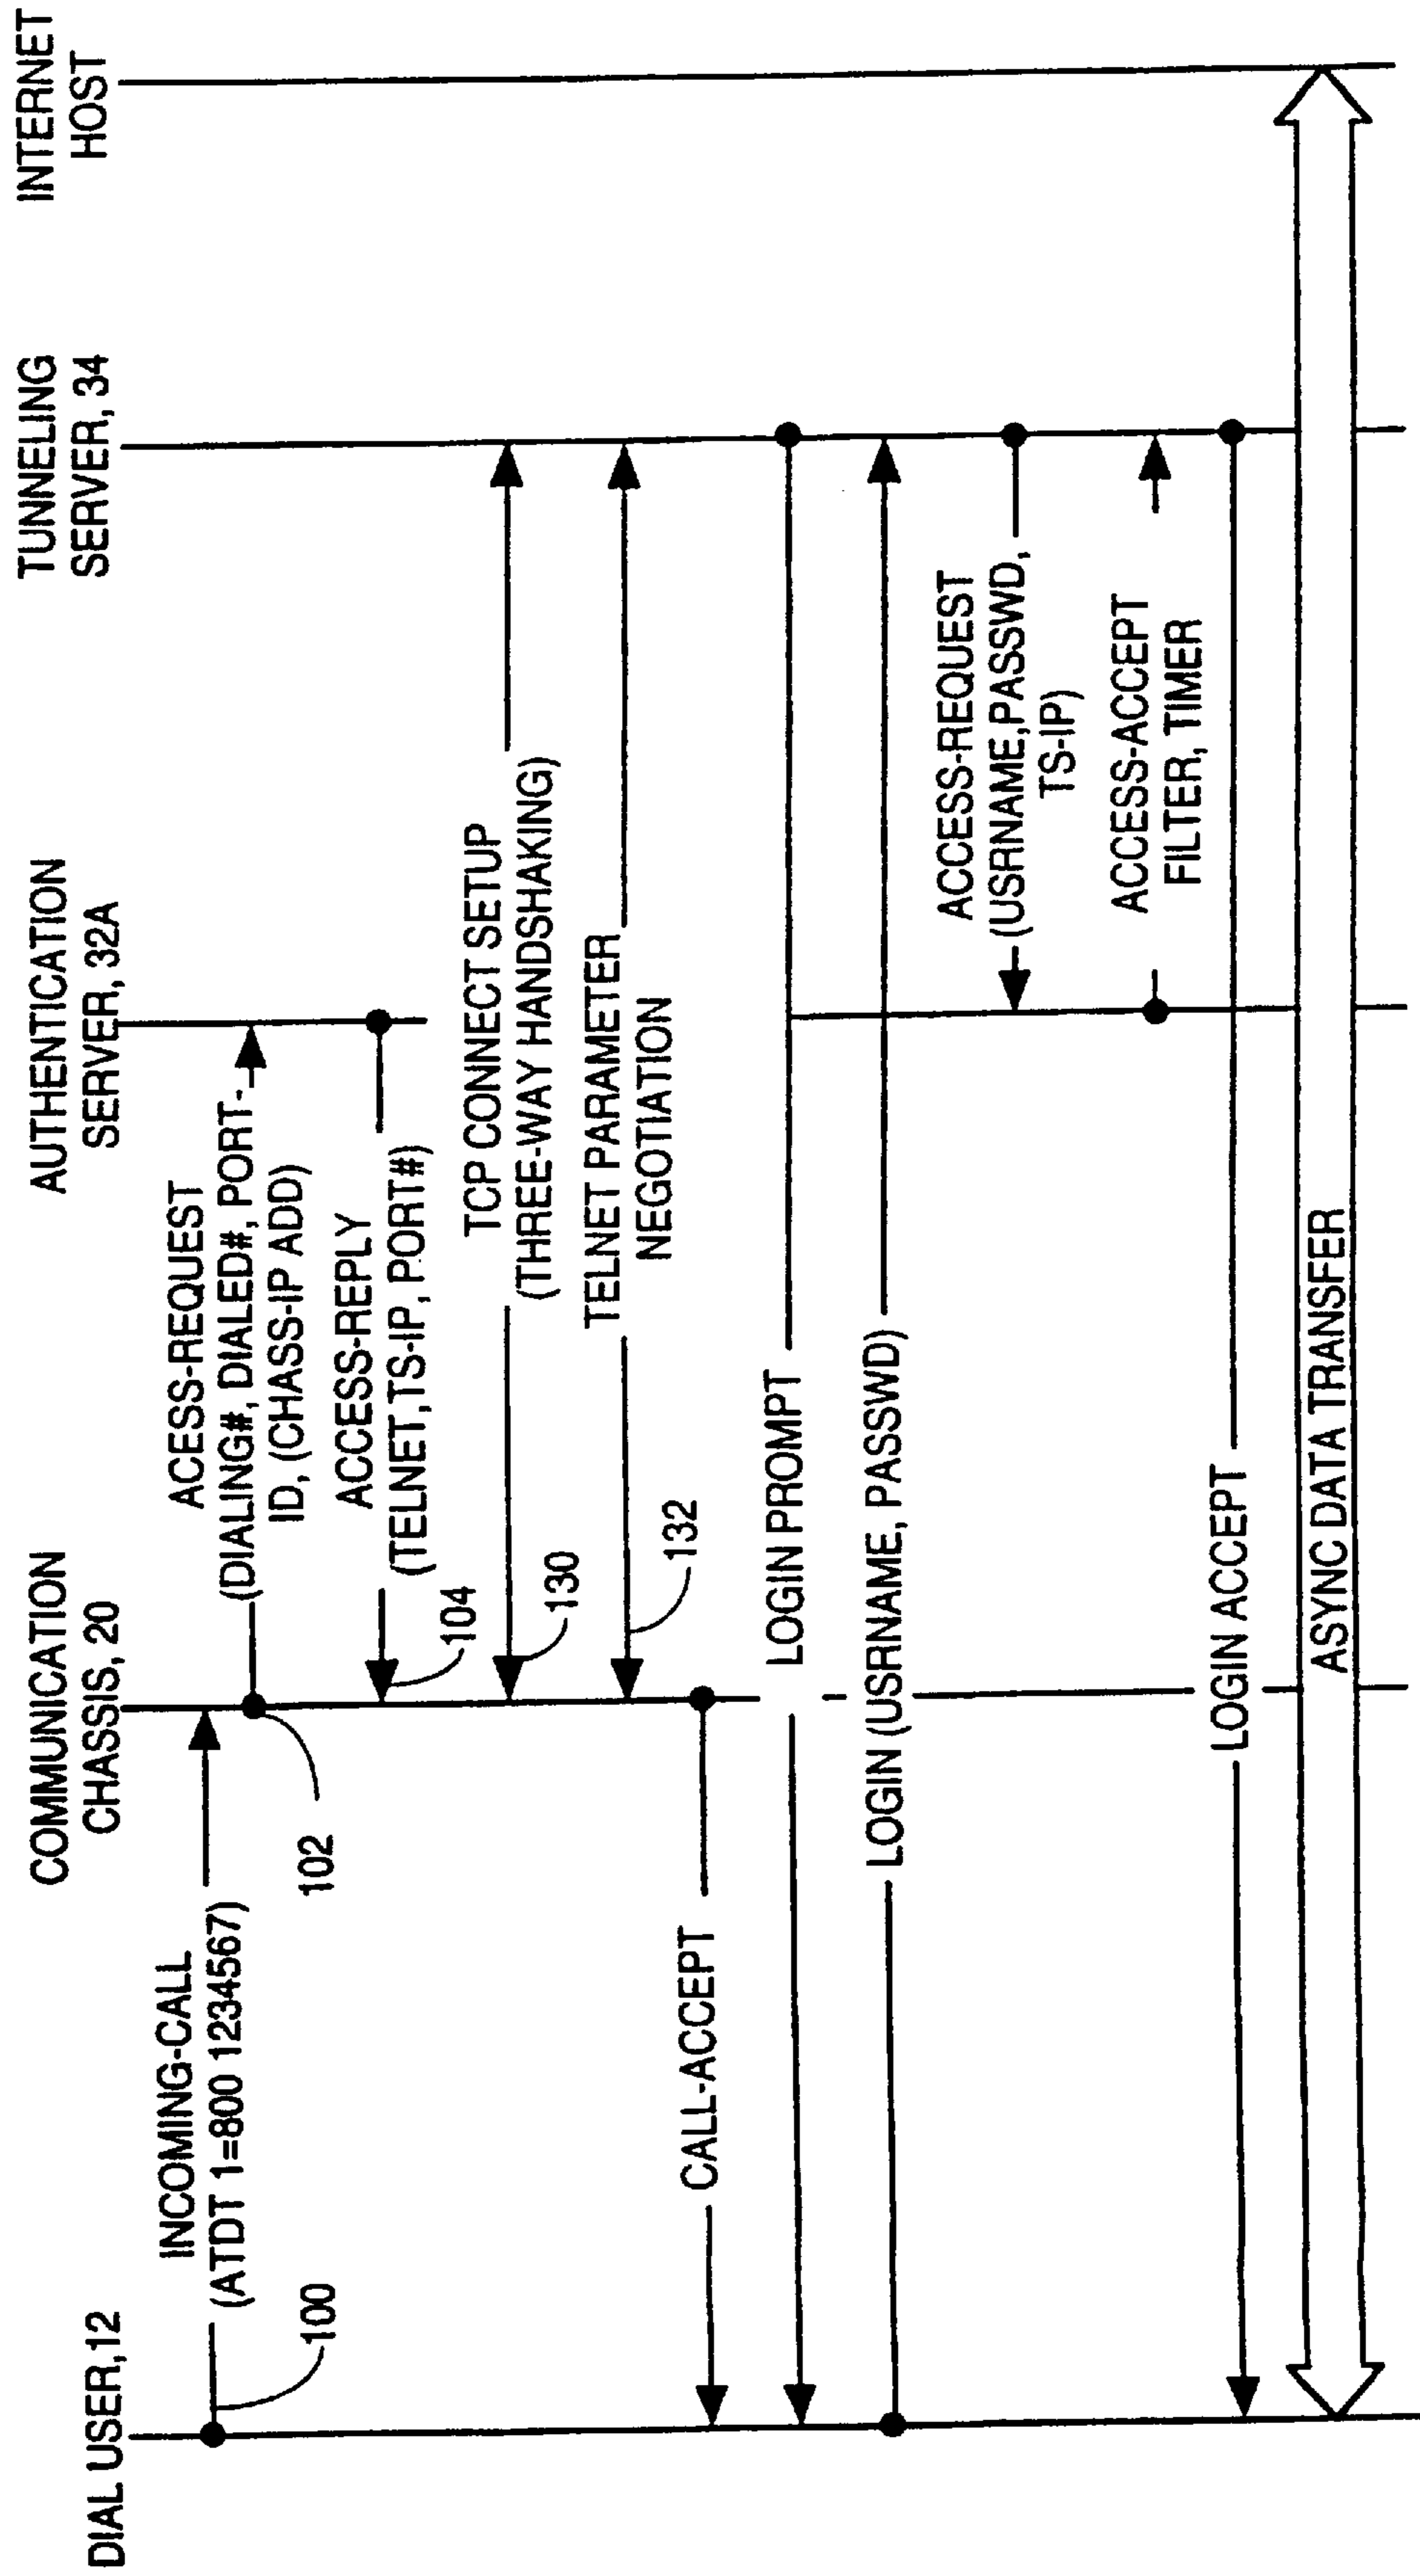 DIAL USER,12
COMMUNICATION
CHASSIS, 20
AUTHENTICATION
SERVER, 32A
TUNNELING
SERVER, 34
INTERNET
HOST
INCOMING-CALL
(ATDT 1=800 1234567)
100
102
ACESS-REQUEST
(DIALING#, DIALED#, PORT-
ID, (CHASS-IP ADD)
ACCESS-REPLY
(TELNET,TS-IP, PORT#)
104
TCP CONNECT SETUP
(THREE-WAY HANDSHAKING)
130
TELNET PARAMETER
NEGOTIATION
132
CALL-ACCEPT
LOGIN PROMPT
LOGIN (USRNAME, PASSWD)
ACCESS-REQUEST
(USRNAME,PASSWD,
TS-IP)
ACCESS-ACCEPT
FILTER, TIMER
LOGIN ACCEPT
ASYNC DATA TRANSFER